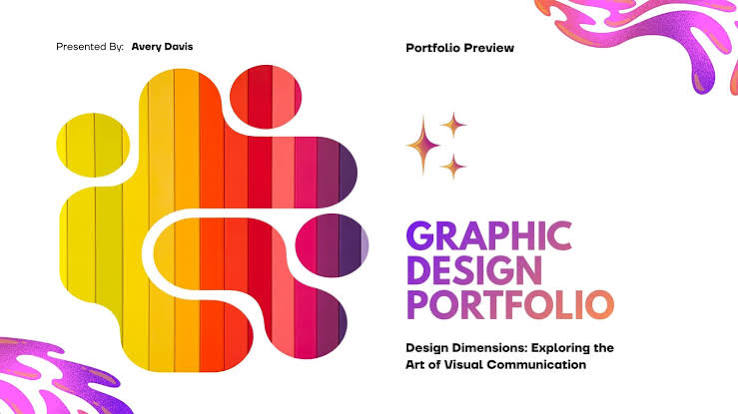 Presented By: Avery Davis
Portfolio Preview
GRAPHIC
DESIGN
PORTFOLIO
Design Dimensions: Exploring the
Art of Visual Communication